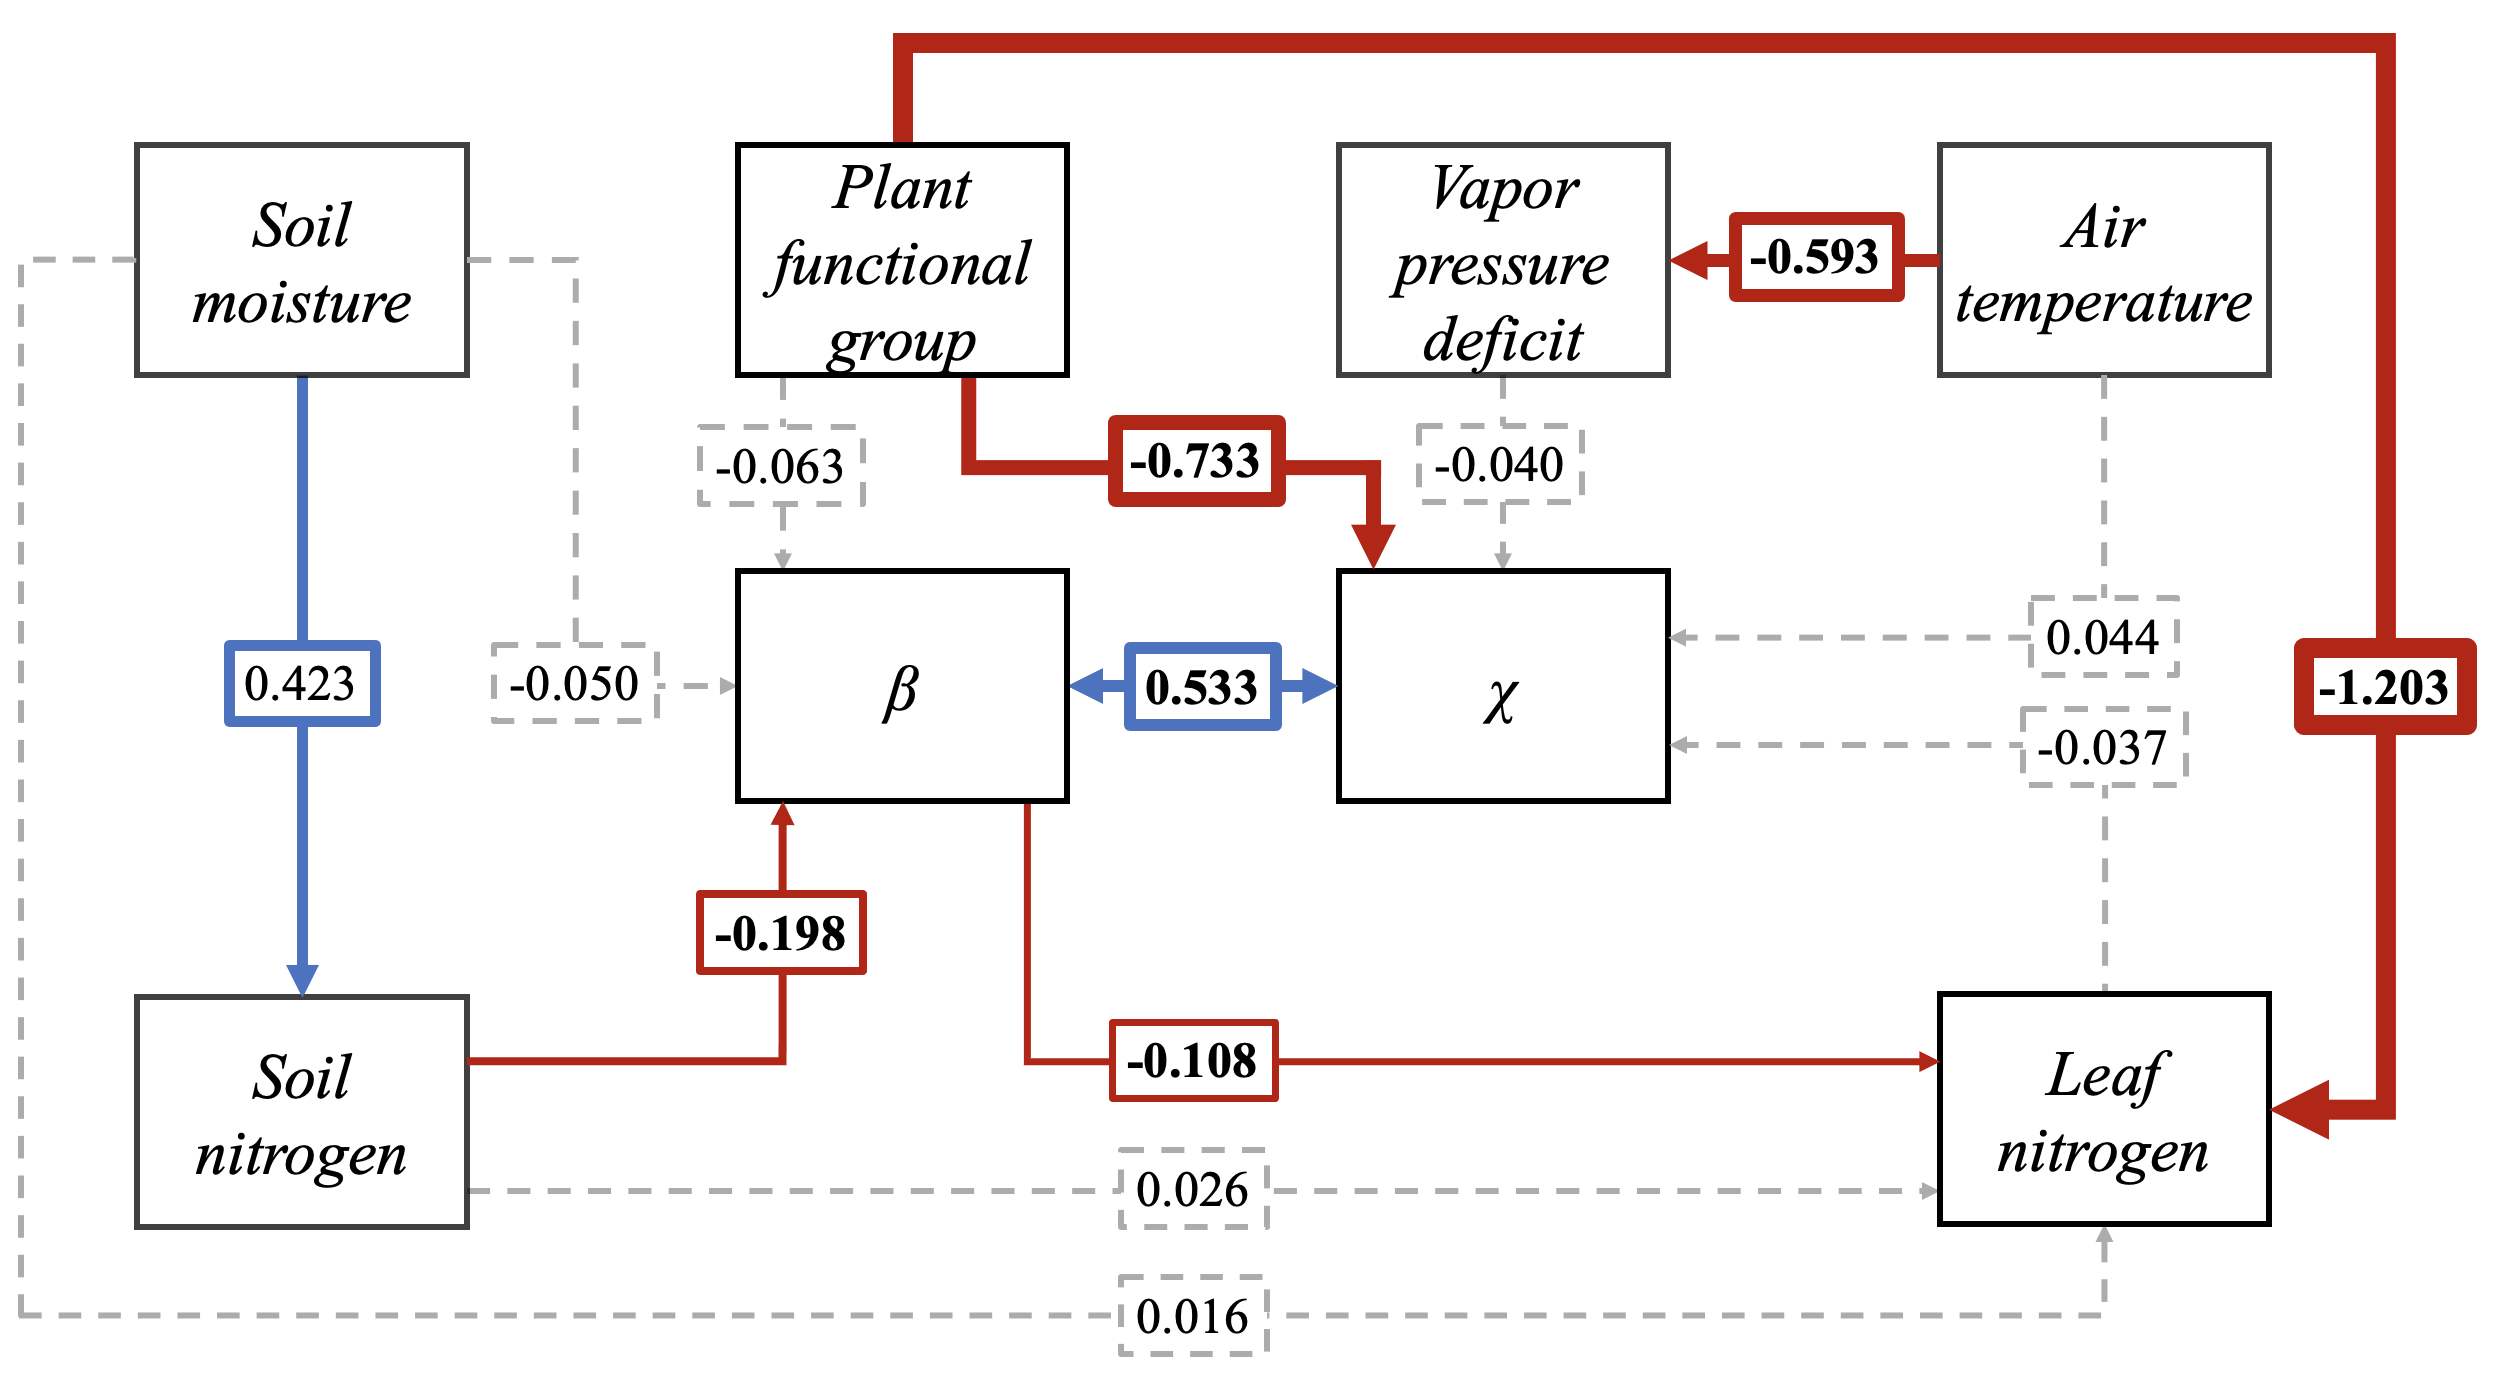 Soil
moisture
Plant
functional
group
Vapor
pressure
deficit
-0.593
Air
temperature
-0.063
-0.733
-0.040
0.423
-0.050
β
0.533
χ
0.044
-0.037
-1.203
-0.198
-0.108
Soil
nitrogen
Leaf
nitrogen
0.026
0.016